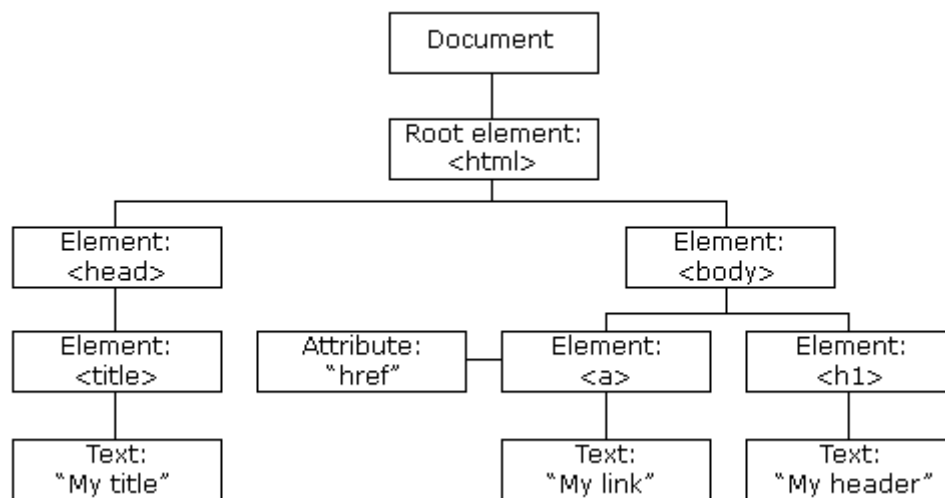 Document
Root element:
<html>
Element:
<head>
Element:
<body>
Element:
<title>
Attribute:
“href”
Element:
<a>
Element:
<h1>
Text:
“My title”
Text:
“My link”
Text:
“My header”